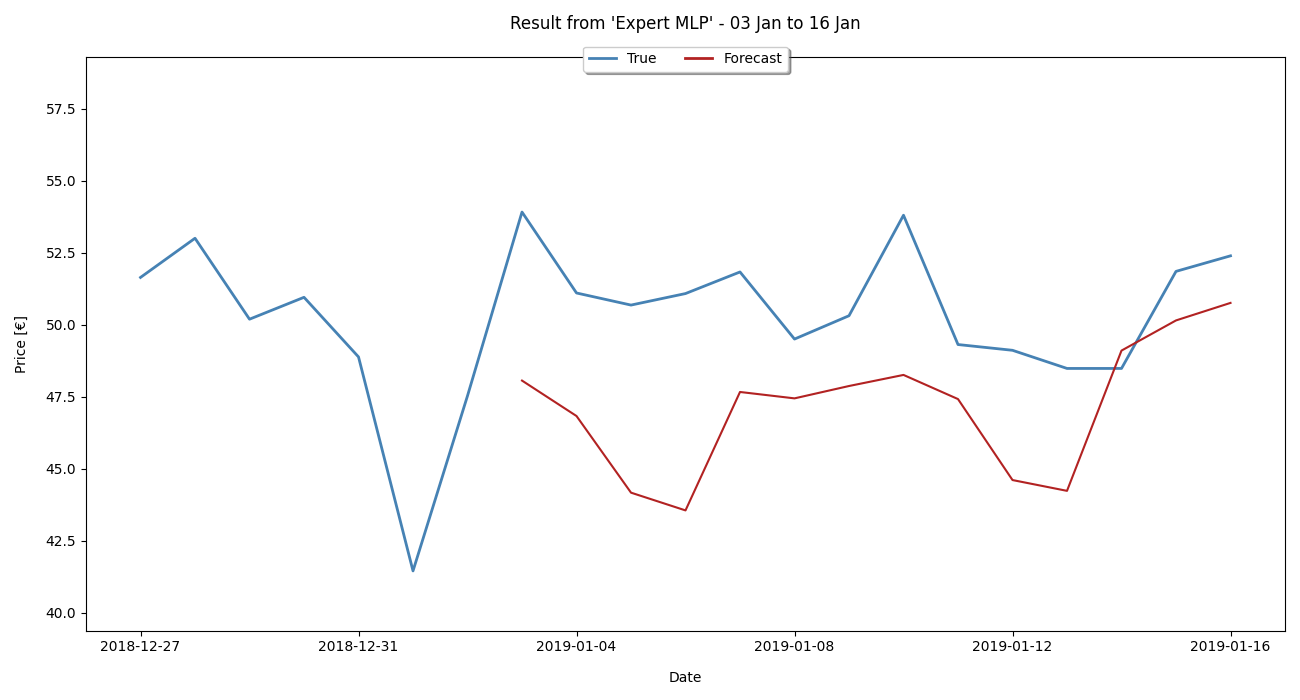 Result from 'Expert MLP' - 03 Jan to 16 Jan
True Forecast
57.5
55.0
52.5
50.0
47.5
45.0
42.5
40.0
Price [€]
2018-12-27 2018-12-31 2019-01-04 2019-01-08 2019-01-12 2019-01-16
Date